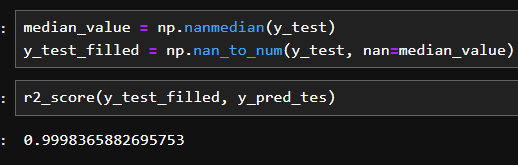 : median_value = np.nanmedian(y_test)
y_test_filled = np.nan_to_num(y_test, nan=median_value)
: r2_score(y_test_filled, y_pred_tes)
: 0.9998365882695753